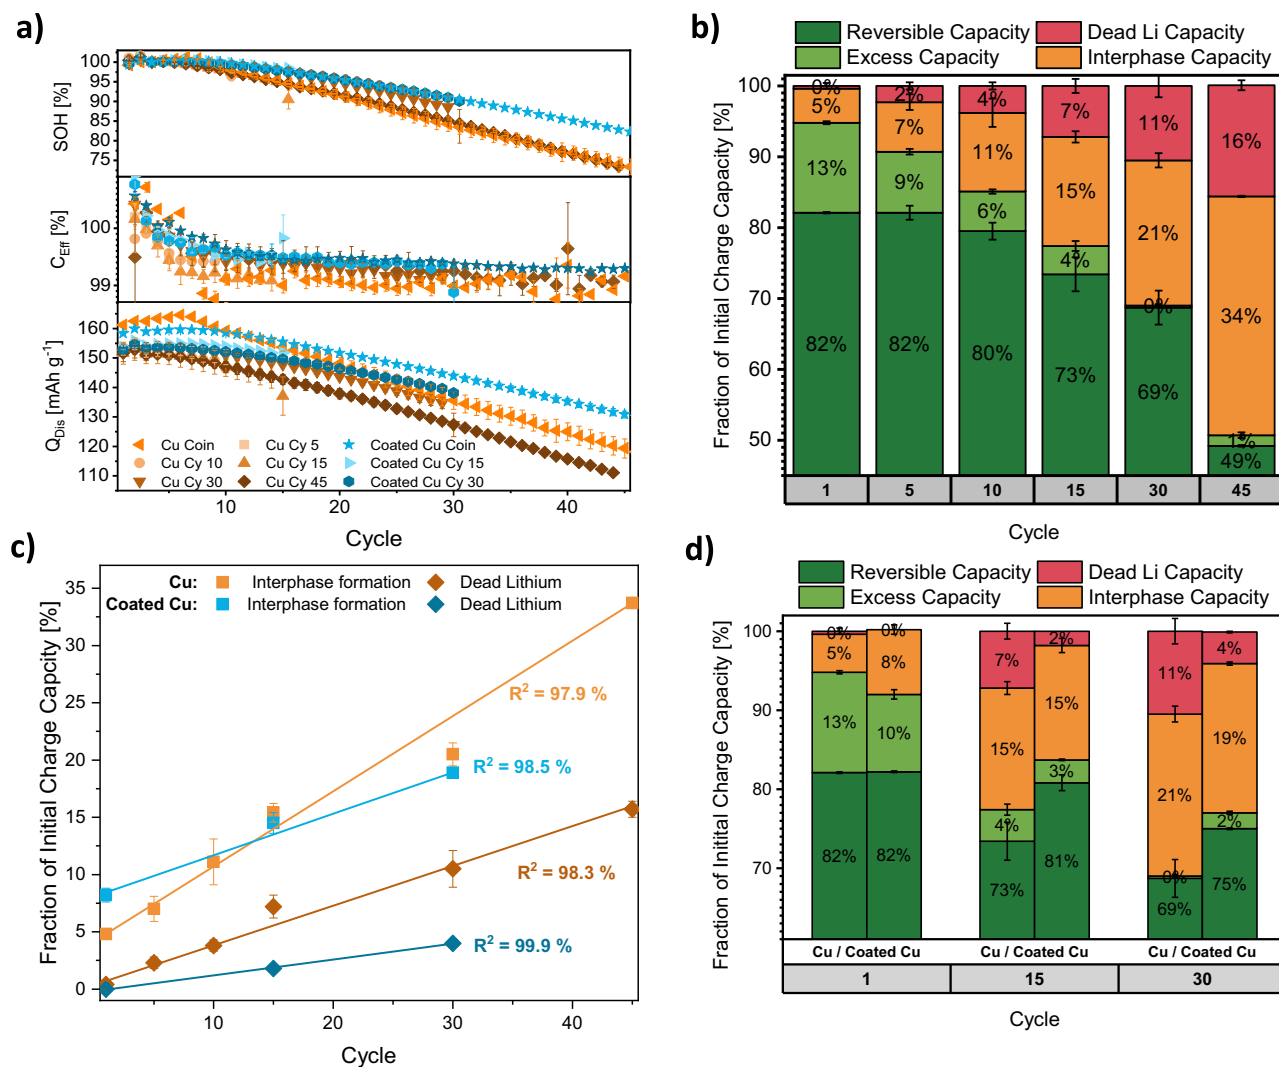 a)
SOH [%]
100
95
90
85
80
75
C_Eff [%]
100
99
Q_Dis [mAh g⁻¹]
160
150
140
130
120
110
Cu Coin
Cu Cy 5
Coated Cu Coin
Cu Cy 10
Cu Cy 15
Coated Cu Cy 15
Cu Cy 30
Cu Cy 45
Coated Cu Cy 30
10 20 30 40
Cycle
b)
Reversible Capacity
Dead Li Capacity
Excess Capacity
Interphase Capacity
Fraction of Initial Charge Capacity [%]
100
90
80
70
60
50
0% 5% 13% 82%
2% 7% 9% 82%
4% 11% 6% 80%
7% 15% 4% 73%
11% 21% 0% 69%
16% 34% 1% 49%
1 5 10 15 30 45
Cycle
c)
Cu: Interphase formation Dead Lithium
Coated Cu: Interphase formation Dead Lithium
Fraction of Initial Charge Capcity [%]
35
30
25
20
15
10
5
0
R² = 97.9 %
R² = 98.5 %
R² = 98.3 %
R² = 99.9 %
10 20 30 40
Cycle
d)
Reversible Capacity
Dead Li Capacity
Excess Capacity
Interphase Capacity
Fraction of Initital Charge Capacity [%]
100
90
80
70
0% 5% 13% 82%
0% 8% 10% 82%
7% 15% 4% 73%
2% 15% 3% 81%
11% 21% 0% 69%
4% 19% 2% 75%
Cu / Coated Cu Cu / Coated Cu Cu / Coated Cu
1 15 30
Cycle